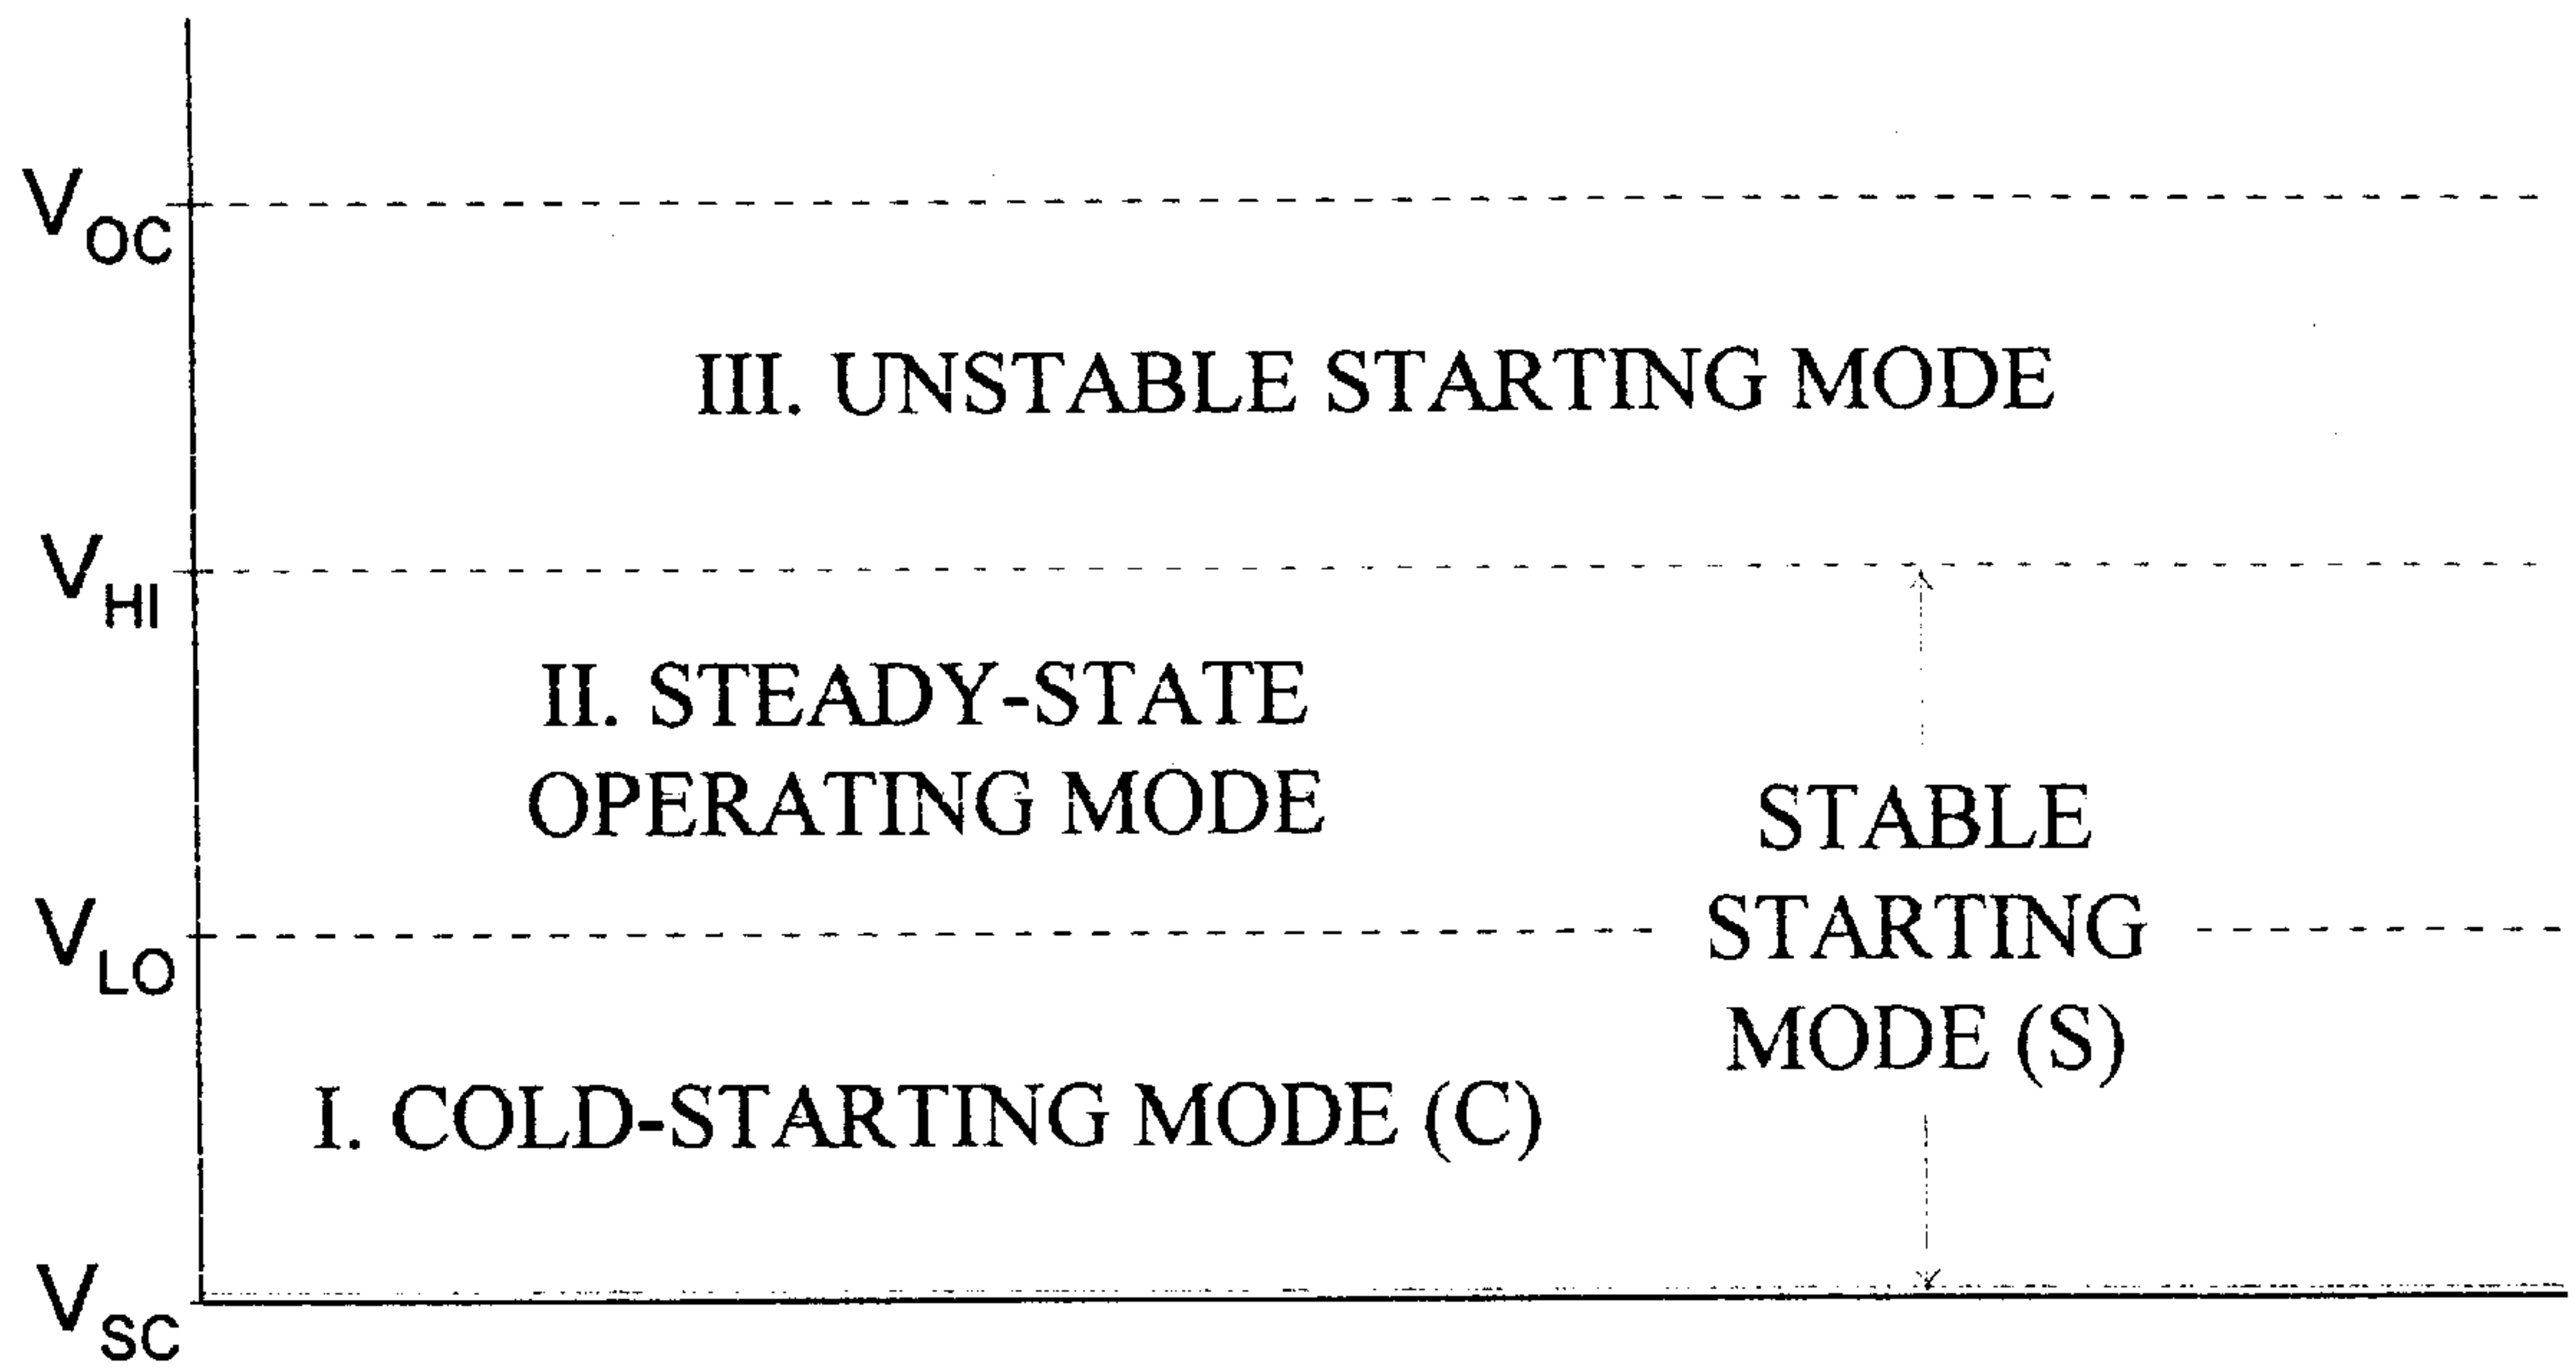 V_OC
III. UNSTABLE STARTING MODE
V_HI
II. STEADY-STATE
OPERATING MODE
V_LO
STABLE
STARTING
MODE (S)
I. COLD-STARTING MODE (C)
V_SC